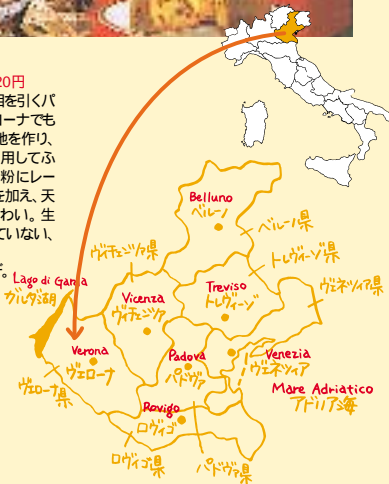 20円
目を引くパ
ローナでも
地を作り、
用してふ
粉にレー
を加え、天
わい。生
ていない、
。
Lago di Garda
ガルダ湖
Belluno
ベルーノ
ベルーノ県
ヴィチェンツァ県
トレヴィーゾ県
Vicenza
ヴィチェンツァ
Treviso
トレヴィーゾ
ヴェネツィア県
Verona
ヴェローナ
Padova
パドヴァ
Venezia
ヴェネツィア
ヴェローナ県
Mare Adriatico
アドリア海
Rovigo
ロヴィゴ
ロヴィゴ県
パドヴァ県